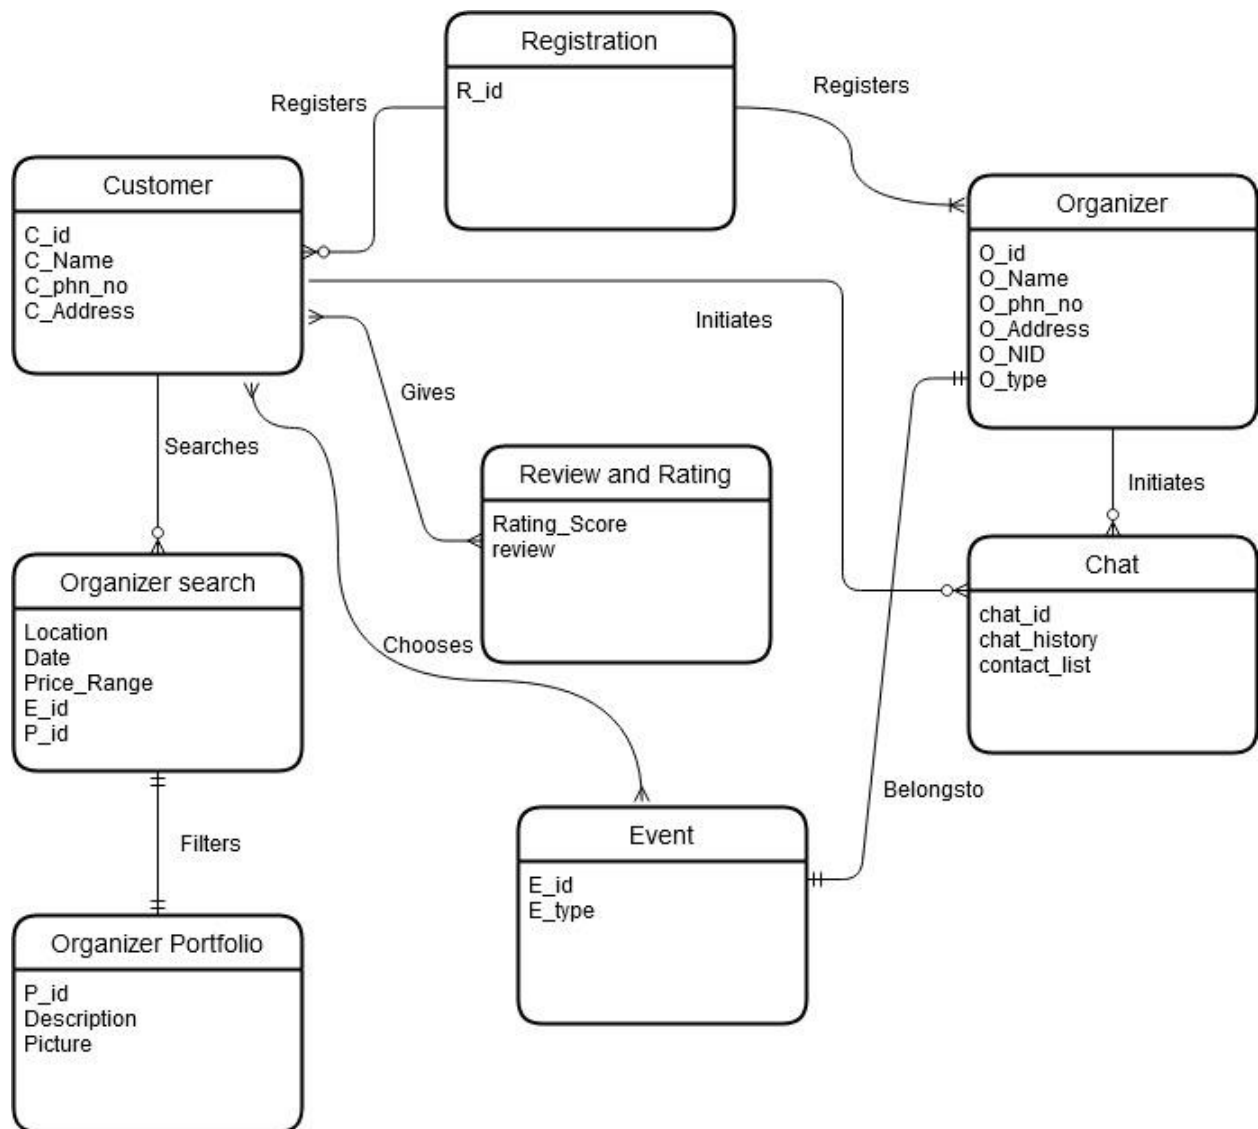 Registration
R_id
Registers
Registers
Customer
C_id
C_Name
C_phn_no
C_Address
Organizer
O_id
O_Name
O_phn_no
O_Address
O_NID
O_type
Initiates
Gives
Searches
Review and Rating
Rating_Score
review
Initiates
Organizer search
Location
Date
Price_Range
E_id
P_id
Chooses
Chat
chat_id
chat_history
contact_list
Belongsto
Filters
Event
E_id
E_type
Organizer Portfolio
P_id
Description
Picture